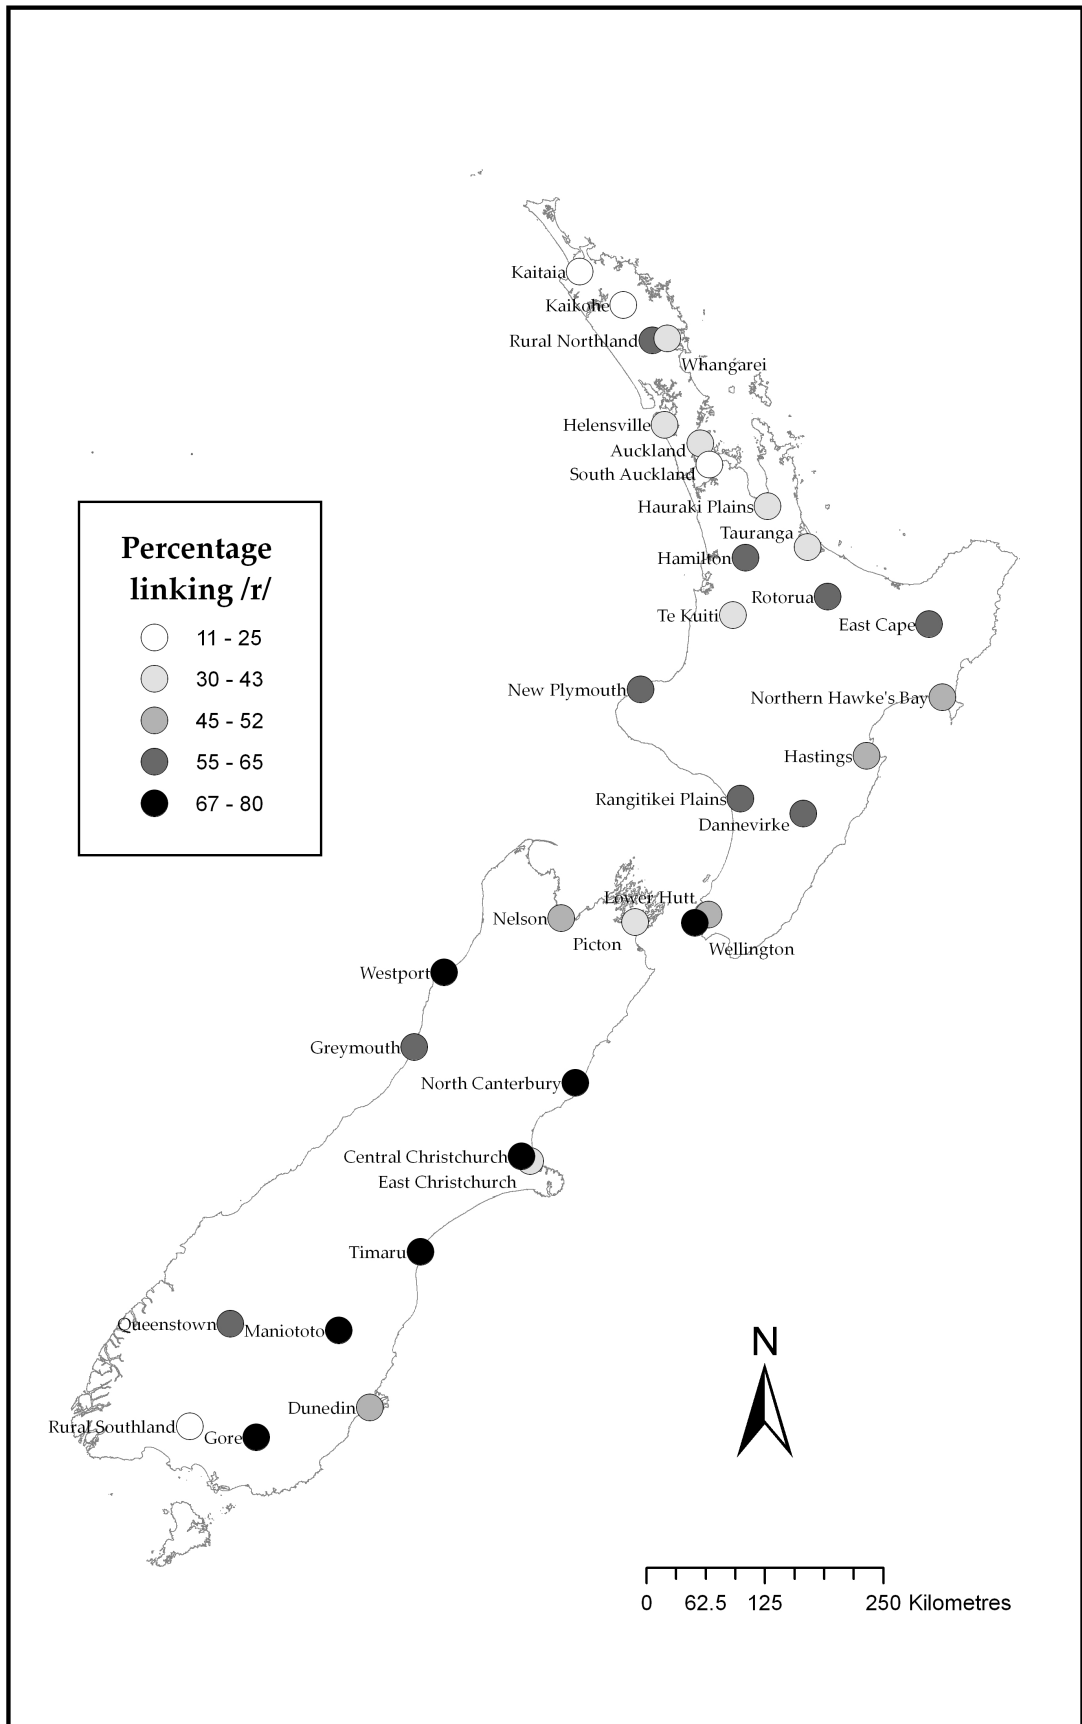 Kaitaia
Kaikohe
Rural Northland
Whangarei
Helensville
Auckland
South Auckland
Hauraki Plains
Tauranga
Hamilton
Rotorua
Te Kuiti
East Cape
New Plymouth
Northern Hawke's Bay
Hastings
Rangitikei Plains
Dannevirke
Percentage
linking /r/
11 - 25
30 - 43
45 - 52
55 - 65
67 - 80
Lower Hutt
Nelson
Picton
Wellington
Westport
Greymouth
North Canterbury
Central Christchurch
East Christchurch
Timaru
Queenstown
Maniototo
Dunedin
Rural Southland
Gore
N
0 62.5 125 250 Kilometres